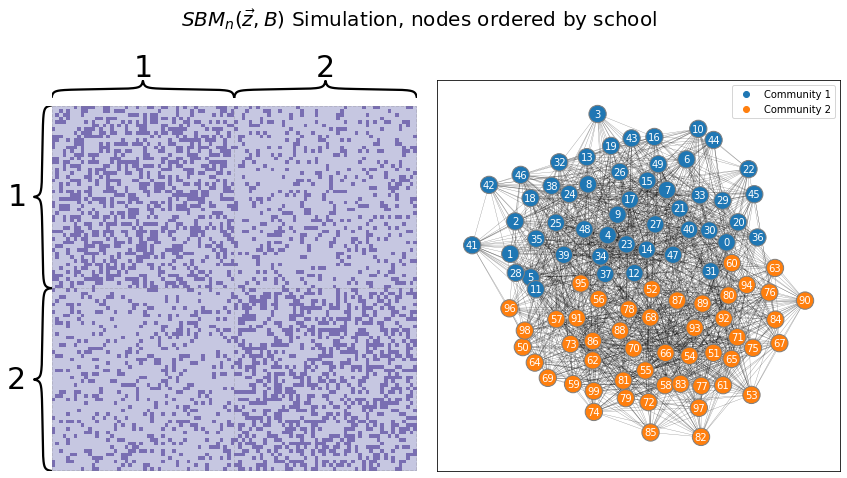 SBMₙ(z⃗, B) Simulation, nodes ordered by school
1 2
1
2
Community 1
Community 2
3
10
43 16 44
19
13 49 6
32
26 22
46 15
42 38 8 7
24 33 45
18 17 29
21
9
2 25 27 20
48 40 30
4 36
41 35 23 0
14
1 39 34 47
60
28 37 12 31 63
5
95 94
11 52 76
56 80
87 89 90
96 78
57 91 68 92 84
98 88 93
86 71
50 73 70 67
66 51 75
62 54 65
64
55
69 81
59 58 83 77 61
99
79 53
72
74 97
85 82